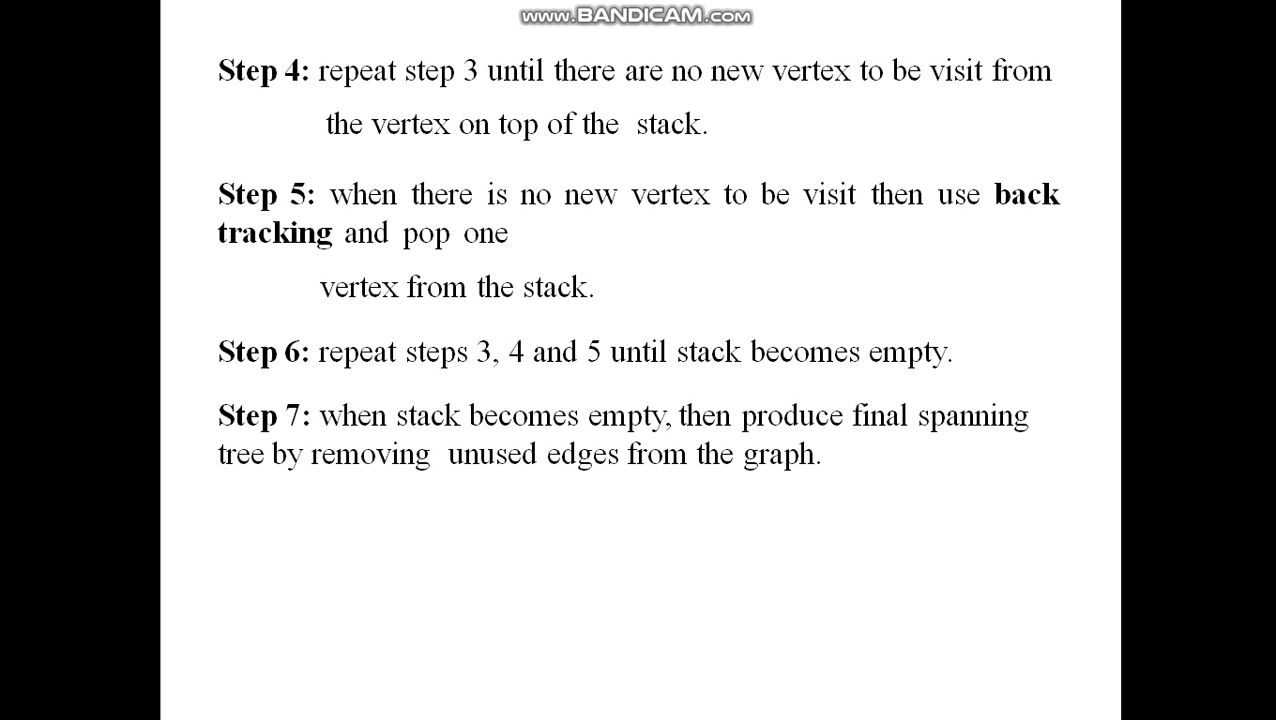 www.BANDICAM.com
Step 4: repeat step 3 until there are no new vertex to be visit from
the vertex on top of the stack.
Step 5: when there is no new vertex to be visit then use back
tracking and pop one
vertex from the stack.
Step 6: repeat steps 3, 4 and 5 until stack becomes empty.
Step 7: when stack becomes empty, then produce final spanning
tree by removing unused edges from the graph.